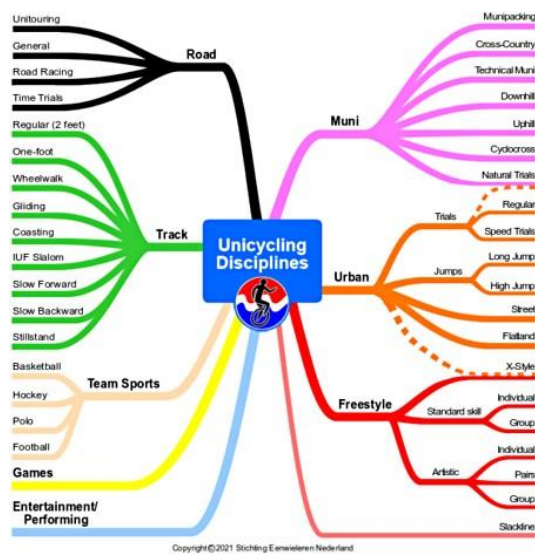 Unicycling
Disciplines
Road
Unitouring
General
Road Racing
Time Trials
Track
Regular (2 feet)
One-foot
Wheelwalk
Gliding
Coasting
IUF Slalom
Slow Forward
Slow Backward
Stillstand
Team Sports
Basketball
Hockey
Polo
Football
Games
Entertainment/
Performing
Muni
Munipacking
Cross-Country
Technical Muni
Downhill
Uphill
Cyclocross
Natural Trials
Urban
Trials
Regular
Speed Trials
Jumps
Long Jump
High Jump
Street
Flatland
X-Style
Freestyle
Standard skill
Individual
Group
Artistic
Individual
Pairs
Group
Slackline
Copyright©2021 Stichting Eenwieleren Nederland